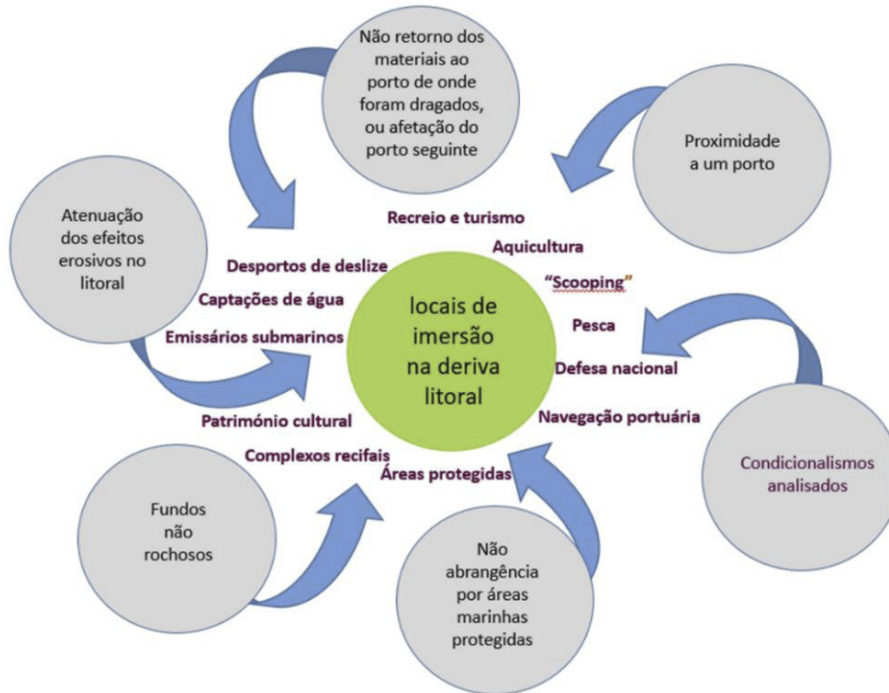 Não retorno dos
materiais ao
porto de onde
foram dragados,
ou afetação do
porto seguinte
Proximidade
a um porto
Atenuação
dos efeitos
erosivos no
litoral
Recreio e turismo
Aquicultura
Desportos de deslize
"Scooping"
Captações de água
Pesca
Emissários submarinos
Defesa nacional
locais de
imersão
na deriva
litoral
Património cultural
Navegação portuária
Complexos recifais
Áreas protegidas
Condicionalismos
analisados
Fundos
não
rochosos
Não
abrangência
por áreas
marinhas
protegidas